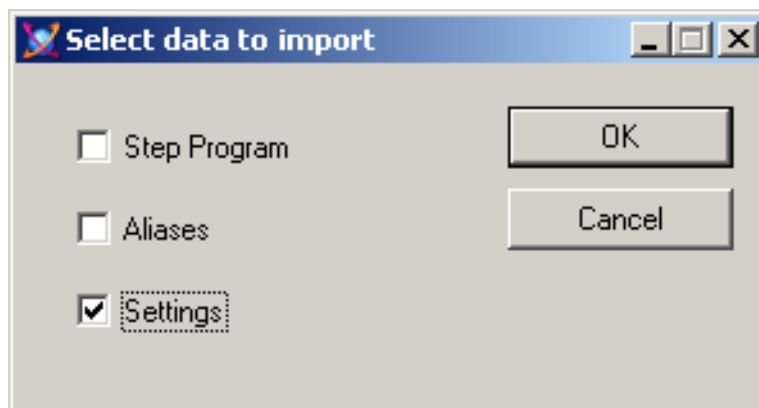 Select data to import
Step Program
OK
Aliases
Cancel
Settings